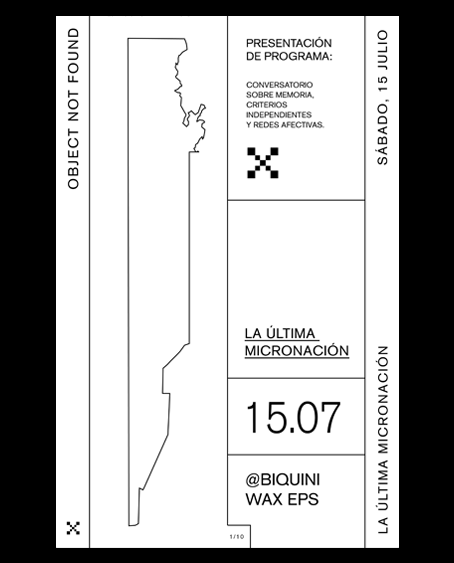 OBJECT NOT FOUND
PRESENTACIÓN
DE PROGRAMA:
CONVERSATORIO
SOBRE MEMORIA,
CRITERIOS
INDEPENDIENTES
Y REDES AFECTIVAS.
LA ÚLTIMA
MICRONACIÓN
15.07
@BIQUINI
WAX EPS
1/10
SÁBADO, 15 JULIO
LA ÚLTIMA MICRONACIÓN